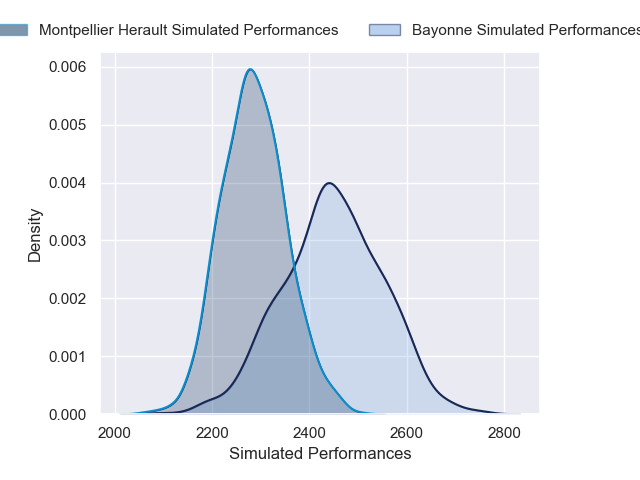 Montpellier Herault Simulated Performances
Bayonne Simulated Performances
0.006
0.005
0.004
0.003
0.002
0.001
0.000
Density
2000 2200 2400 2600 2800
Simulated Performances